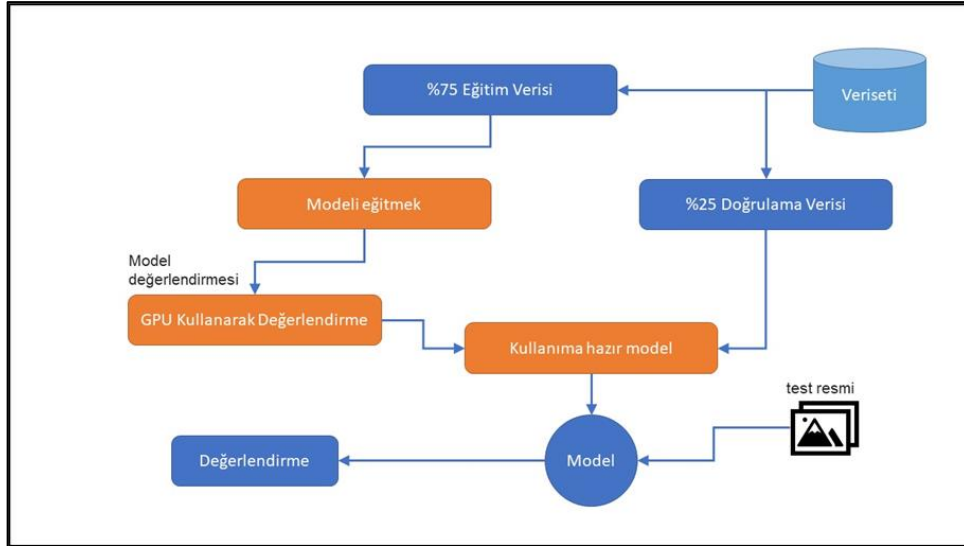 %75 Eğitim Verisi
Veriseti
Modeli eğitmek
%25 Doğrulama Verisi
Model
değerlendirmesi
GPU Kullanarak Değerlendirme
Kullanıma hazır model
test resmi
Değerlendirme
Model